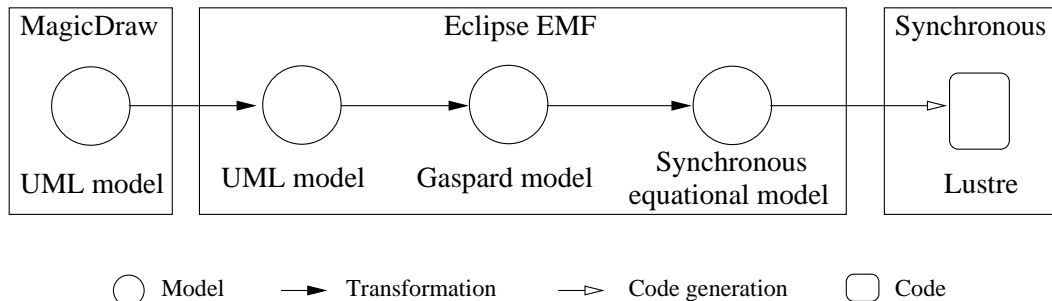 MagicDraw
Eclipse EMF
Synchronous
UML model
UML model
Gaspard model
Synchronous
equational model
Lustre
Model
Transformation
Code generation
Code